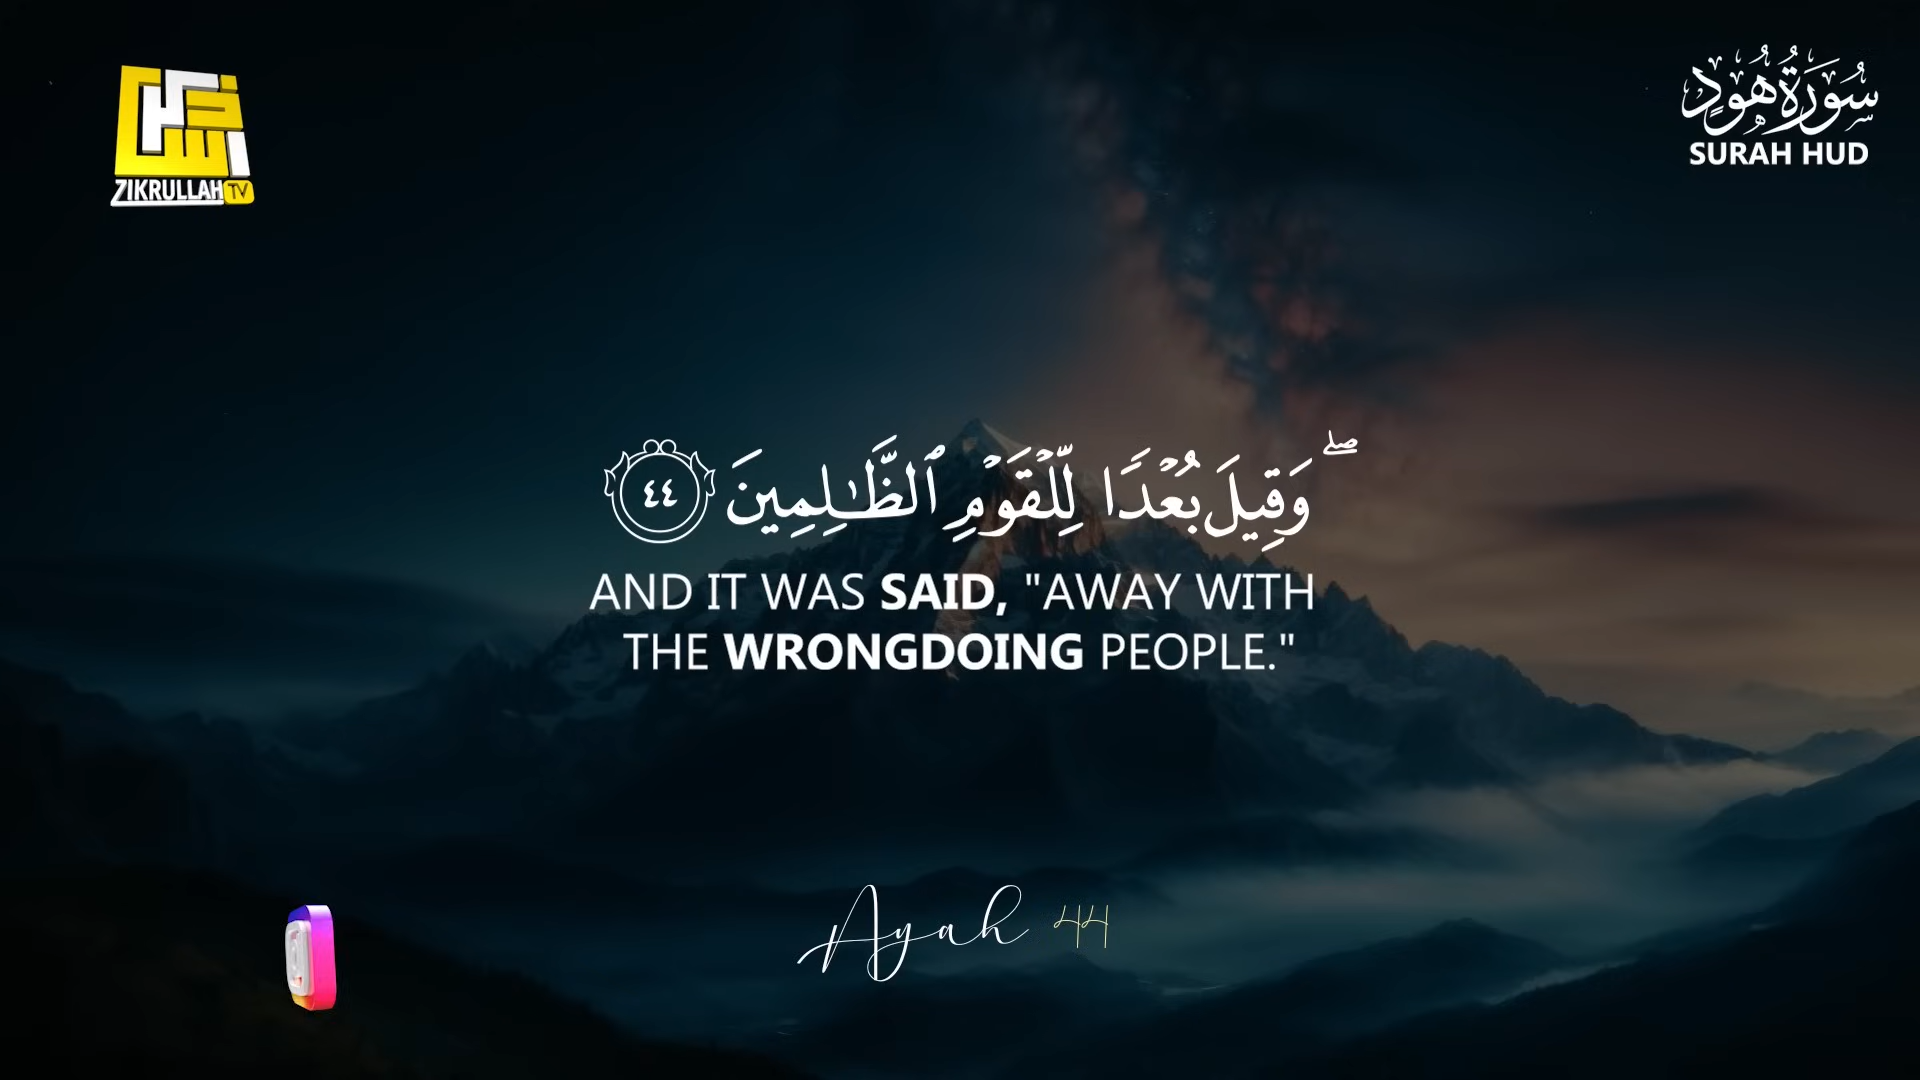 ZIKRULLAH TV
سُورَةُ هُودٍ
SURAH HUD
ۖ وَقِيلَ بُعْدًا لِّلْقَوْمِ ٱلظَّـٰلِمِينَ ٤٤
AND IT WAS SAID, "AWAY WITH
THE WRONGDOING PEOPLE."
Ayah 44